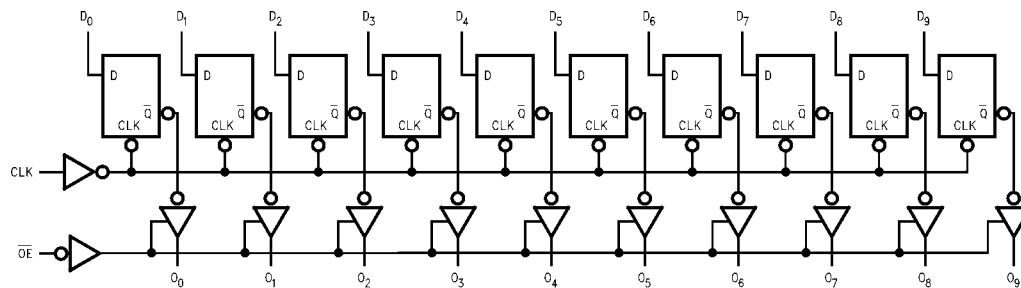 D₀ D₁ D₂ D₃ D₄ D₅ D₆ D₇ D₈ D₉
D D D D D D D D D D
Q̅ Q̅ Q̅ Q̅ Q̅ Q̅ Q̅ Q̅ Q̅ Q̅
CLK CLK CLK CLK CLK CLK CLK CLK CLK CLK
CLK
O̅E̅
O₀ O₁ O₂ O₃ O₄ O₅ O₆ O₇ O₈ O₉